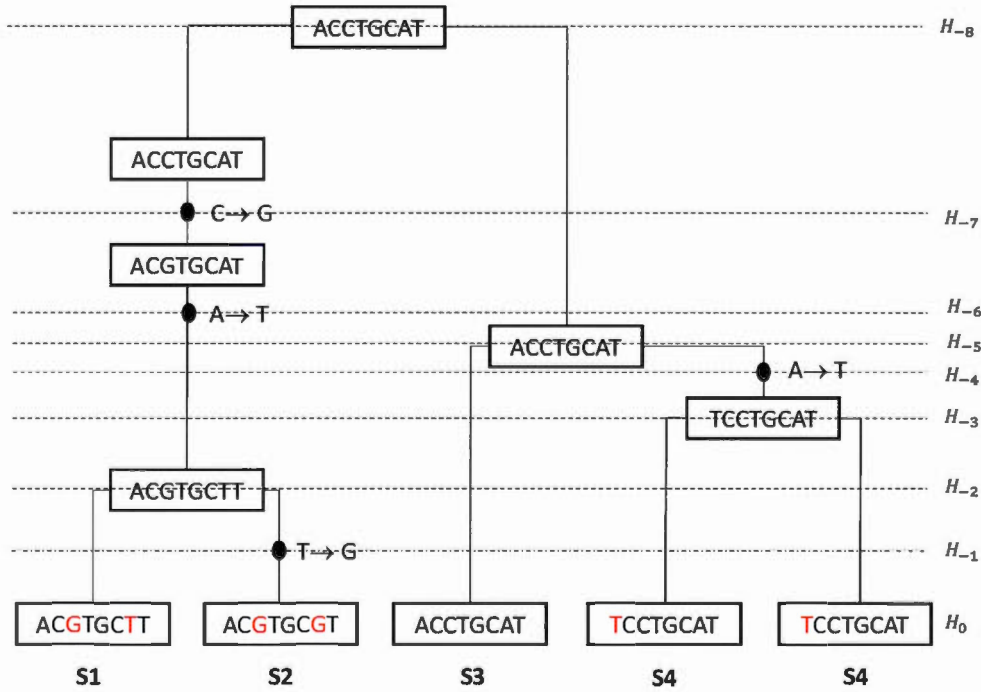 ACCTGCAT H₋₈
ACCTGCAT
C→G H₋₇
ACGTGCAT
A→T H₋₆
ACCTGCAT H₋₅
A→T H₋₄
TCCTGCAT H₋₃
ACGTGCTT H₋₂
T→G H₋₁
ACGTGCTT ACGTGCGT ACCTGCAT TCCTGCAT TCCTGCAT H₀
S1 S2 S3 S4 S4